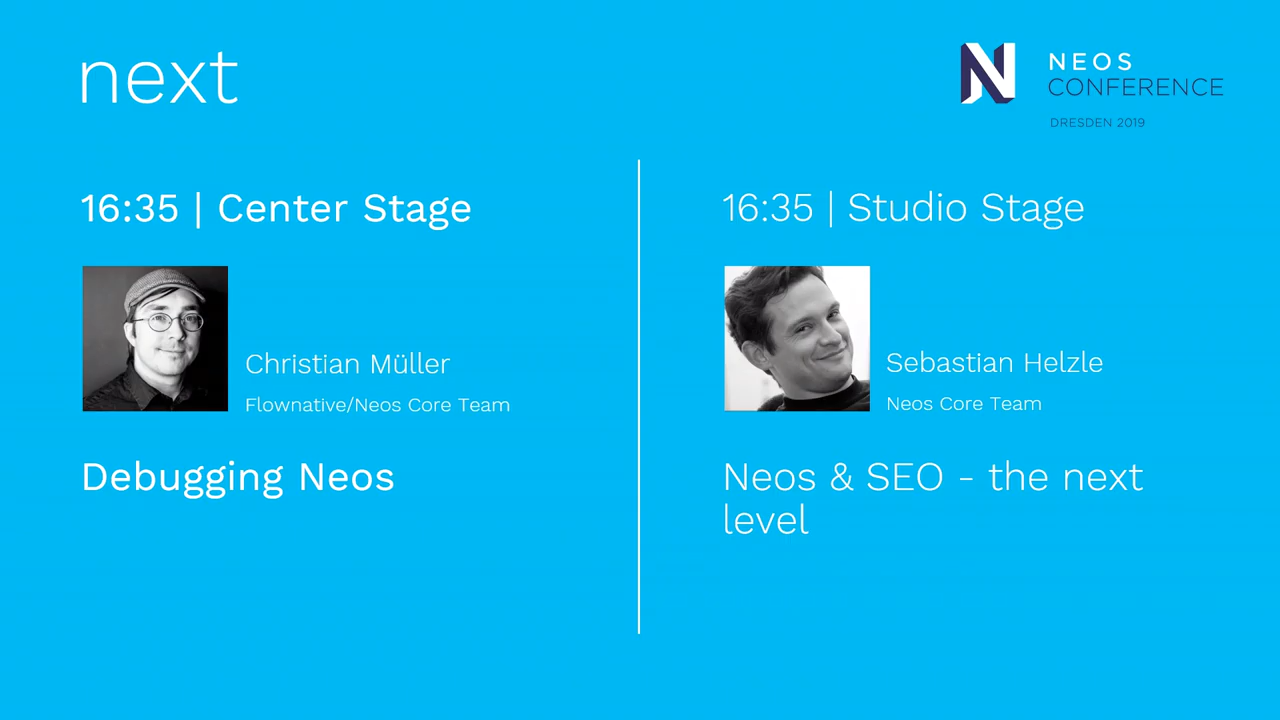 next
NEOS
CONFERENCE
DRESDEN 2019
16:35 | Center Stage
Christian Müller
Flownative/Neos Core Team
Debugging Neos
16:35 | Studio Stage
Sebastian Helzle
Neos Core Team
Neos & SEO - the next
level